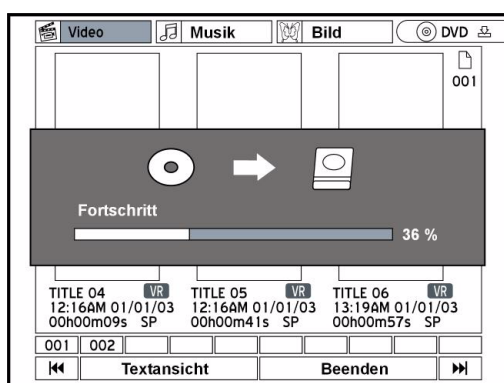 Video Musik Bild DVD
001
Fortschritt
36 %
TITLE 04 VR TITLE 05 VR TITLE 06 VR
12:16AM 01/01/03 12:16AM 01/01/03 13:19AM 01/01/03
00h00m09s SP 00h00m41s SP 00h00m57s SP
001 002
Textansicht Beenden